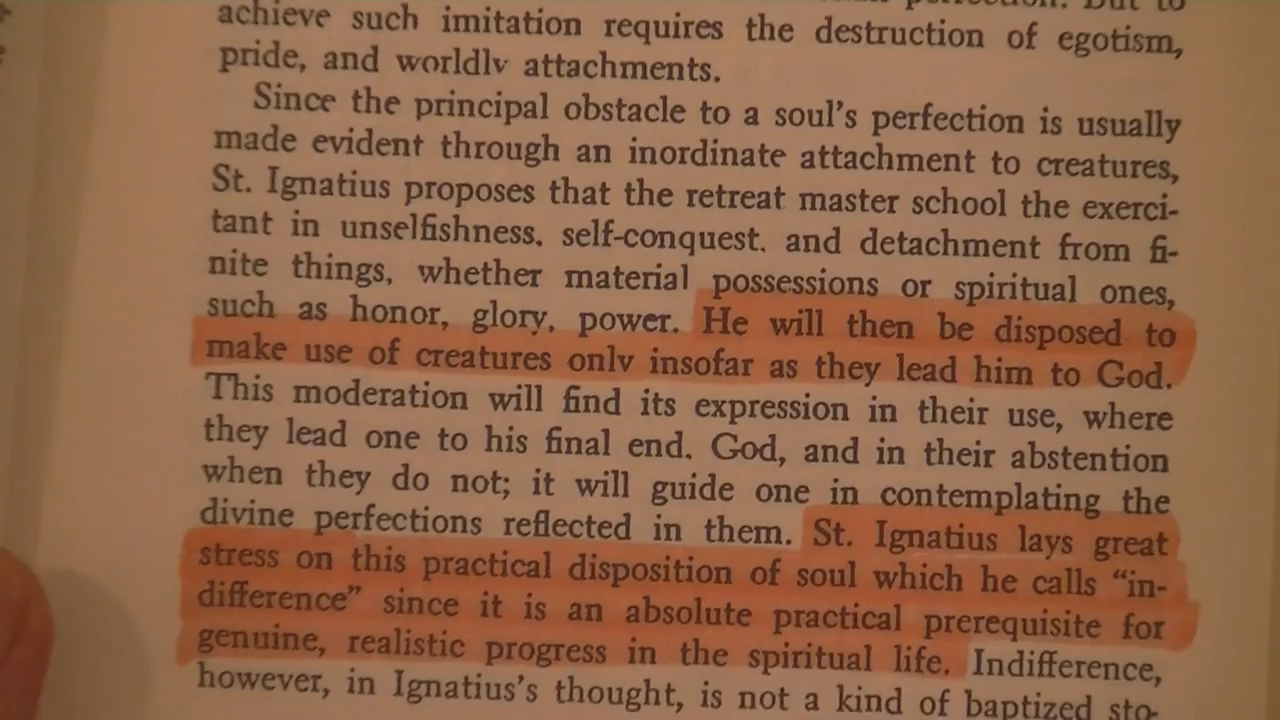 achieve such imitation requires the destruction of egotism,
pride, and worldly attachments.
Since the principal obstacle to a soul's perfection is usually
made evident through an inordinate attachment to creatures,
St. Ignatius proposes that the retreat master school the exerci-
tant in unselfishness, self-conquest, and detachment from fi-
nite things, whether material possessions or spiritual ones,
such as honor, glory, power. He will then be disposed to
make use of creatures only insofar as they lead him to God.
This moderation will find its expression in their use, where
they lead one to his final end. God, and in their abstention
when they do not; it will guide one in contemplating the
divine perfections reflected in them. St. Ignatius lays great
stress on this practical disposition of soul which he calls “in-
difference” since it is an absolute practical prerequisite for
genuine, realistic progress in the spiritual life. Indifference,
however, in Ignatius's thought, is not a kind of baptized sto-